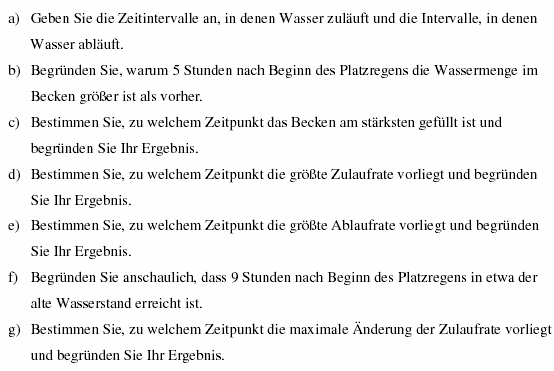 a) Geben Sie die Zeitintervalle an, in denen Wasser zuläuft und die Intervalle, in denen
Wasser abläuft.
b) Begründen Sie, warum 5 Stunden nach Beginn des Platzregens die Wassermenge im
Becken größer ist als vorher.
c) Bestimmen Sie, zu welchem Zeitpunkt das Becken am stärksten gefüllt ist und
begründen Sie Ihr Ergebnis.
d) Bestimmen Sie, zu welchem Zeitpunkt die größte Zulaufrate vorliegt und begründen
Sie Ihr Ergebnis.
e) Bestimmen Sie, zu welchem Zeitpunkt die größte Ablaufrate vorliegt und begründen
Sie Ihr Ergebnis.
f) Begründen Sie anschaulich, dass 9 Stunden nach Beginn des Platzregens in etwa der
alte Wasserstand erreicht ist.
g) Bestimmen Sie, zu welchem Zeitpunkt die maximale Änderung der Zulaufrate vorliegt
und begründen Sie Ihr Ergebnis.